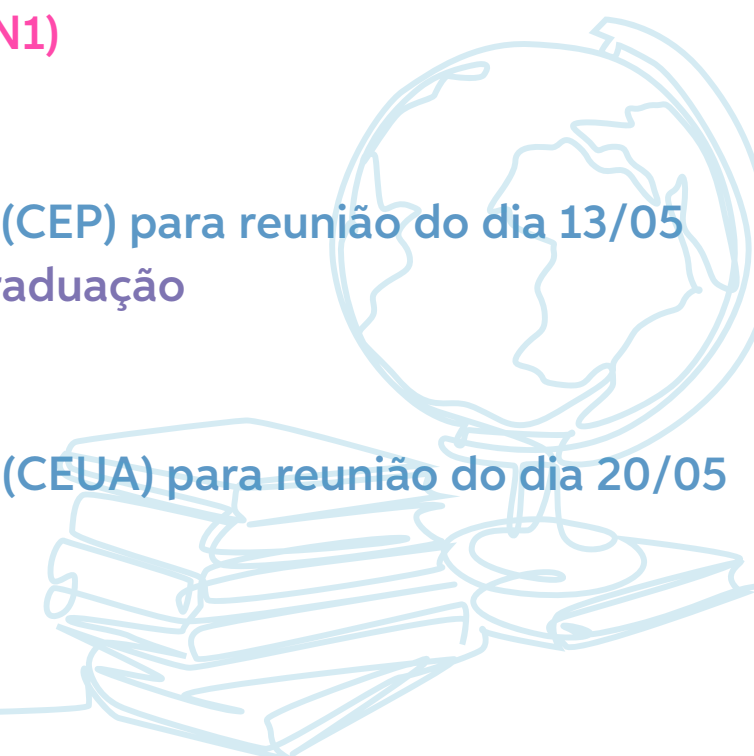 N1)
(CEP) para reunião do dia 13/05
raduação
(CEUA) para reunião do dia 20/05